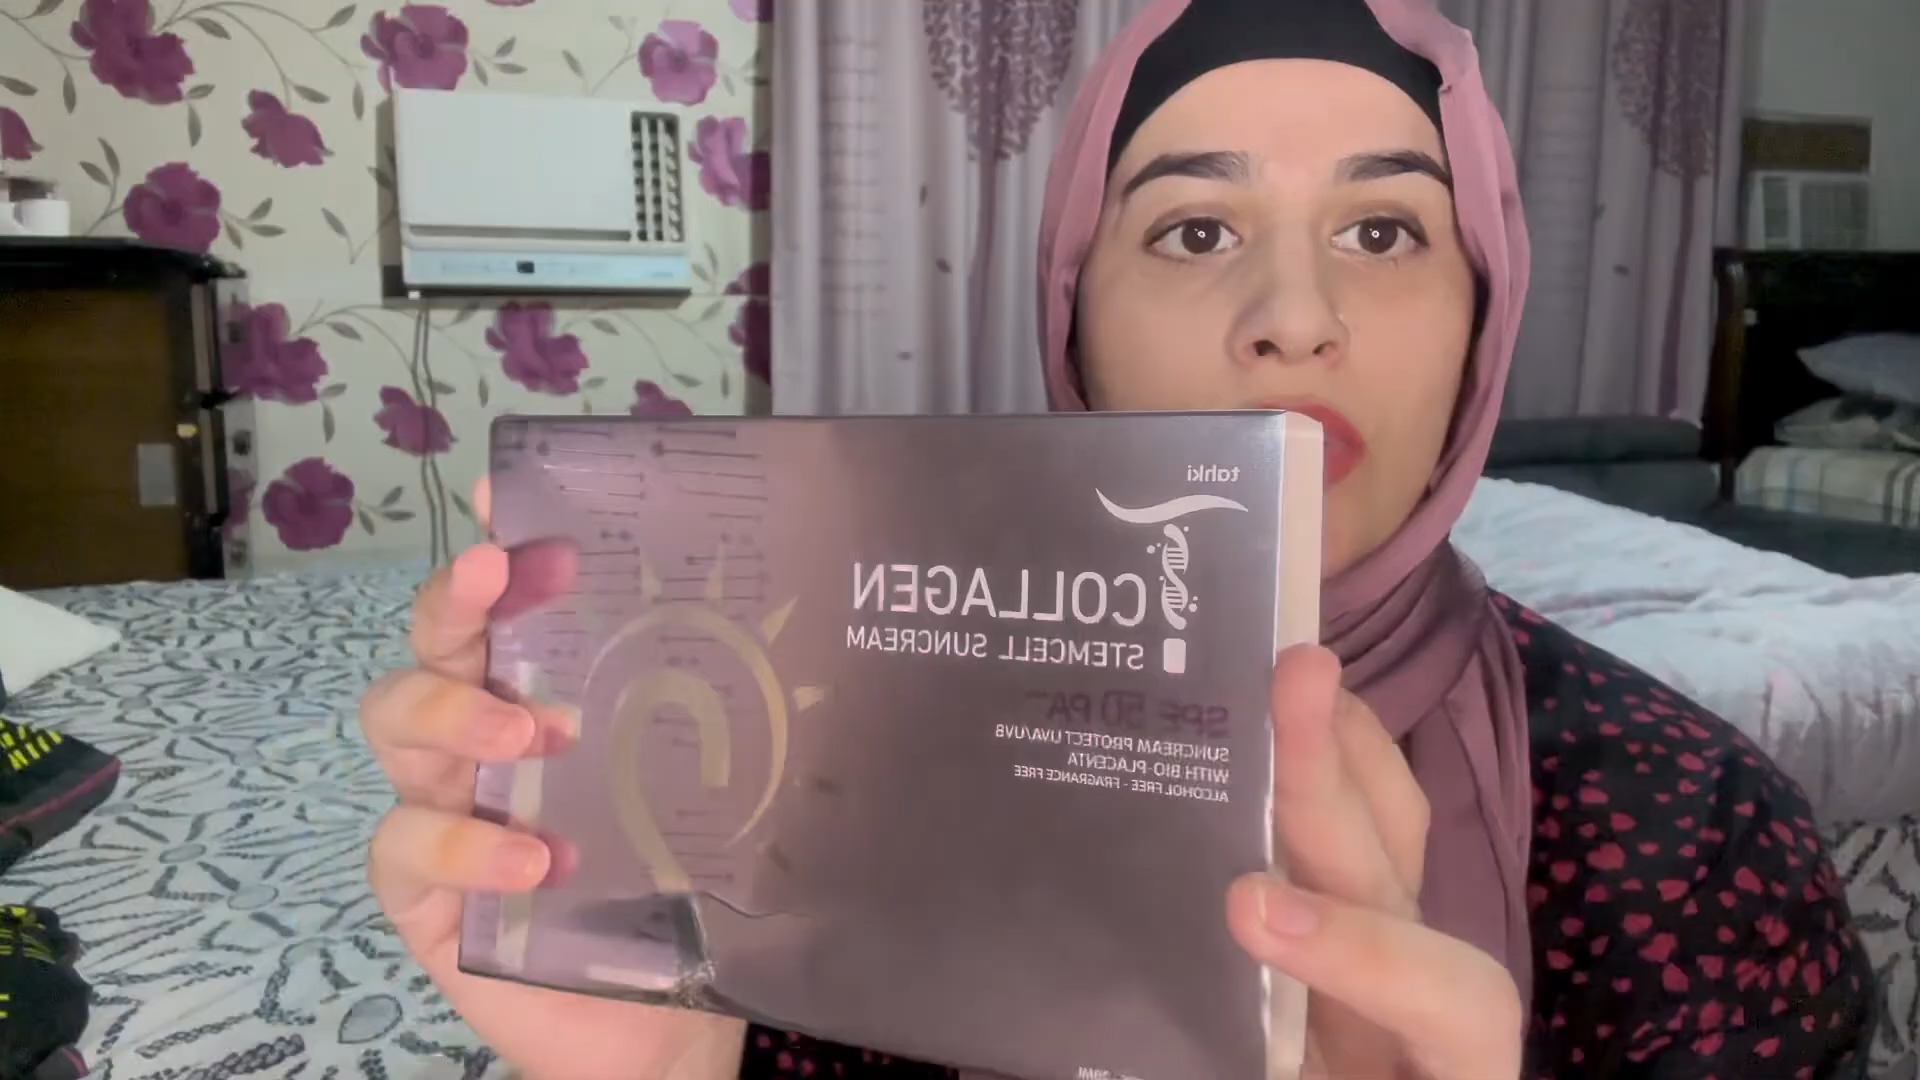 tahki
COLLAGEN
STEMCELL SUNCREAM
SPF 50 PA
SUNCREAM PROTECT UVA/UVB
WITH BIO-PLACENTA
ALCOHOL FREE - FRAGRANCE FREE